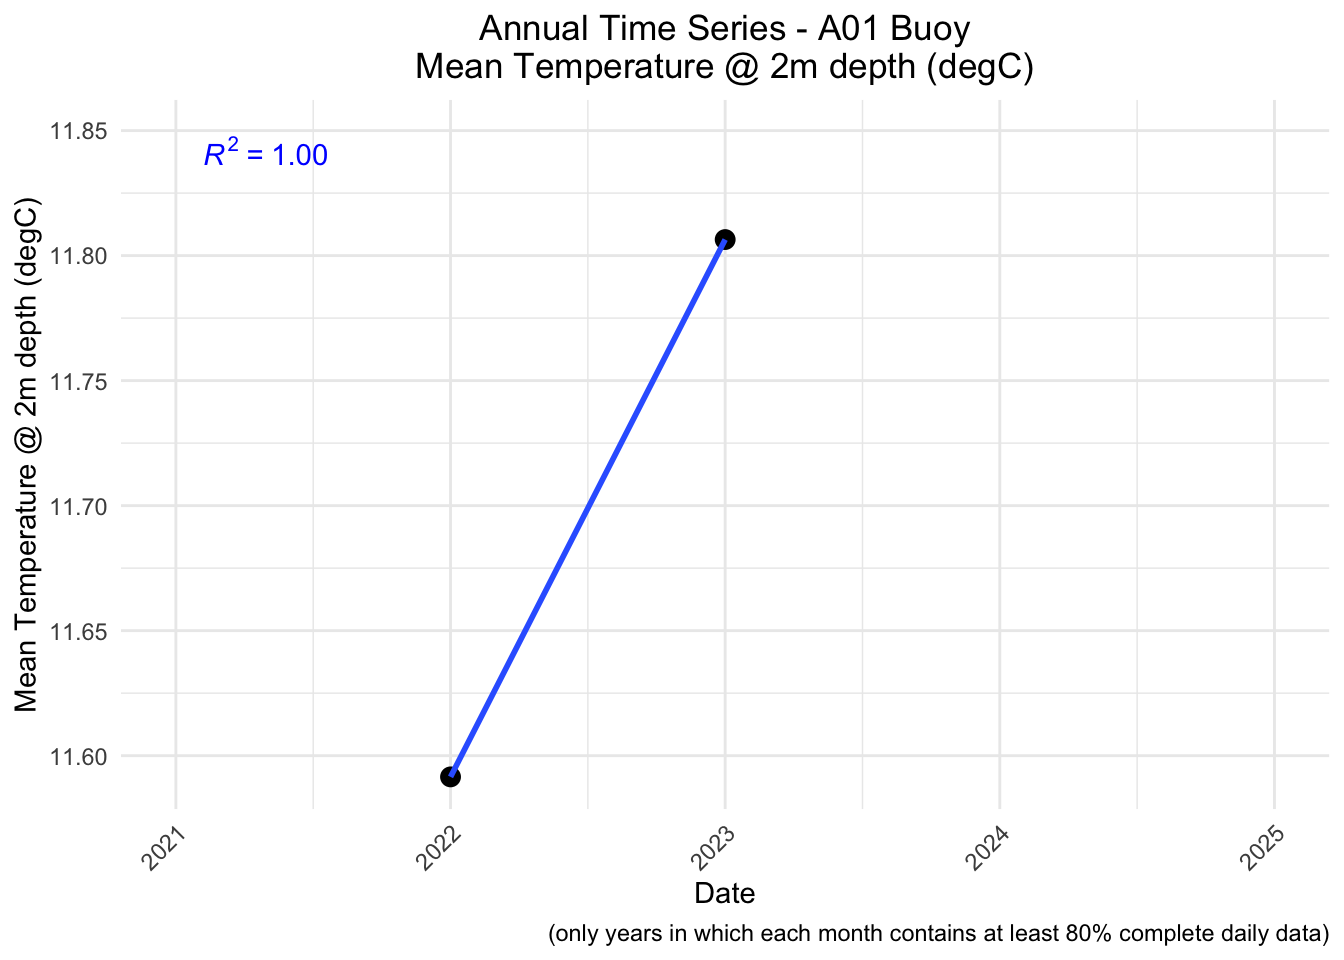 Annual Time Series - A01 Buoy
Mean Temperature @ 2m depth (degC)
R² = 1.00
Mean Temperature @ 2m depth (degC)
11.85
11.80
11.75
11.70
11.65
11.60
2021
2022
2023
2024
2025
Date
(only years in which each month contains at least 80% complete daily data)